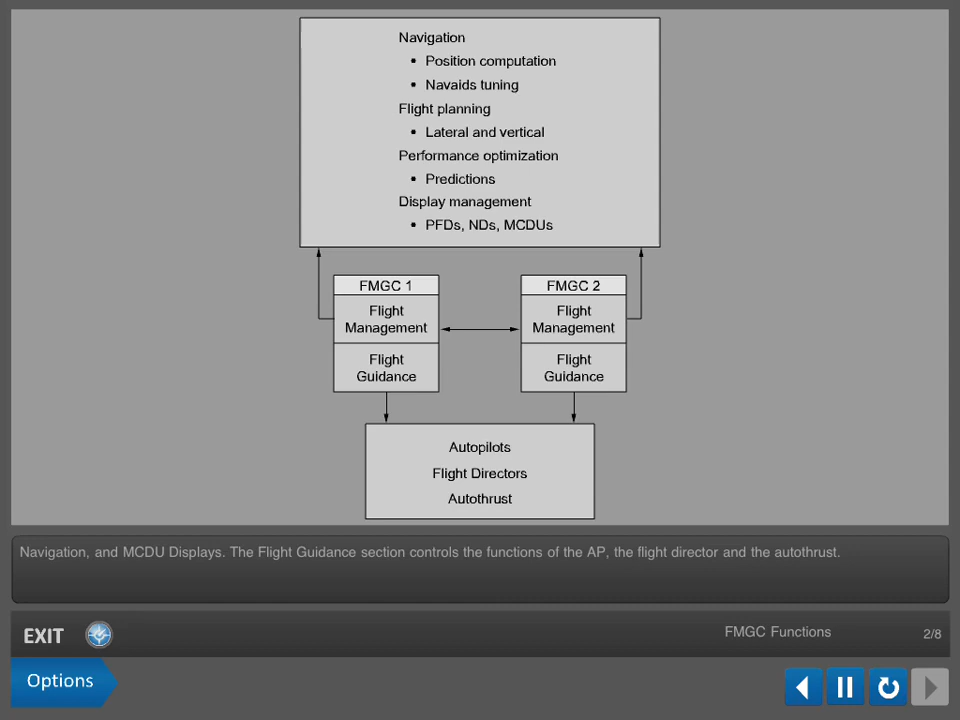 Navigation
• Position computation
• Navaids tuning
Flight planning
• Lateral and vertical
Performance optimization
• Predictions
Display management
• PFDs, NDs, MCDUs
FMGC 1
Flight
Management
Flight
Guidance
FMGC 2
Flight
Management
Flight
Guidance
Autopilots
Flight Directors
Autothrust
Navigation, and MCDU Displays. The Flight Guidance section controls the functions of the AP, the flight director and the autothrust.
EXIT
FMGC Functions
2/8
Options